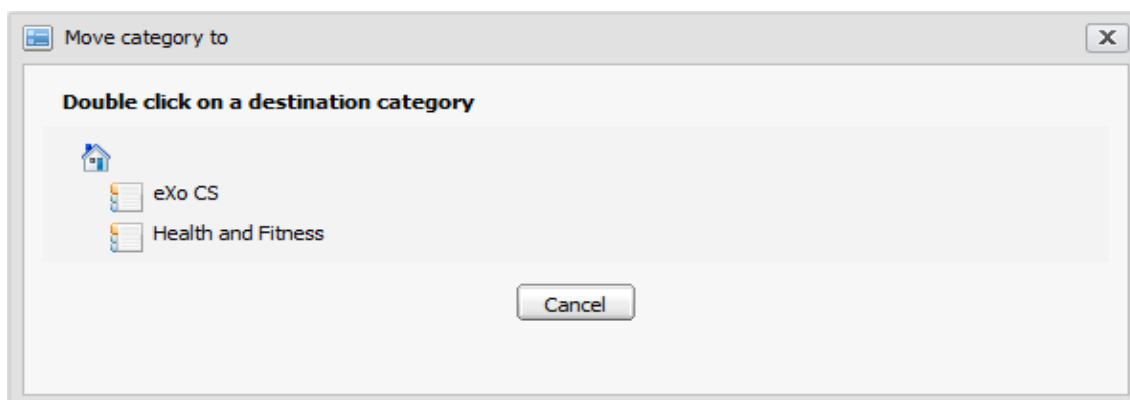 Move category to
Double click on a destination category
eXo CS
Health and Fitness
Cancel